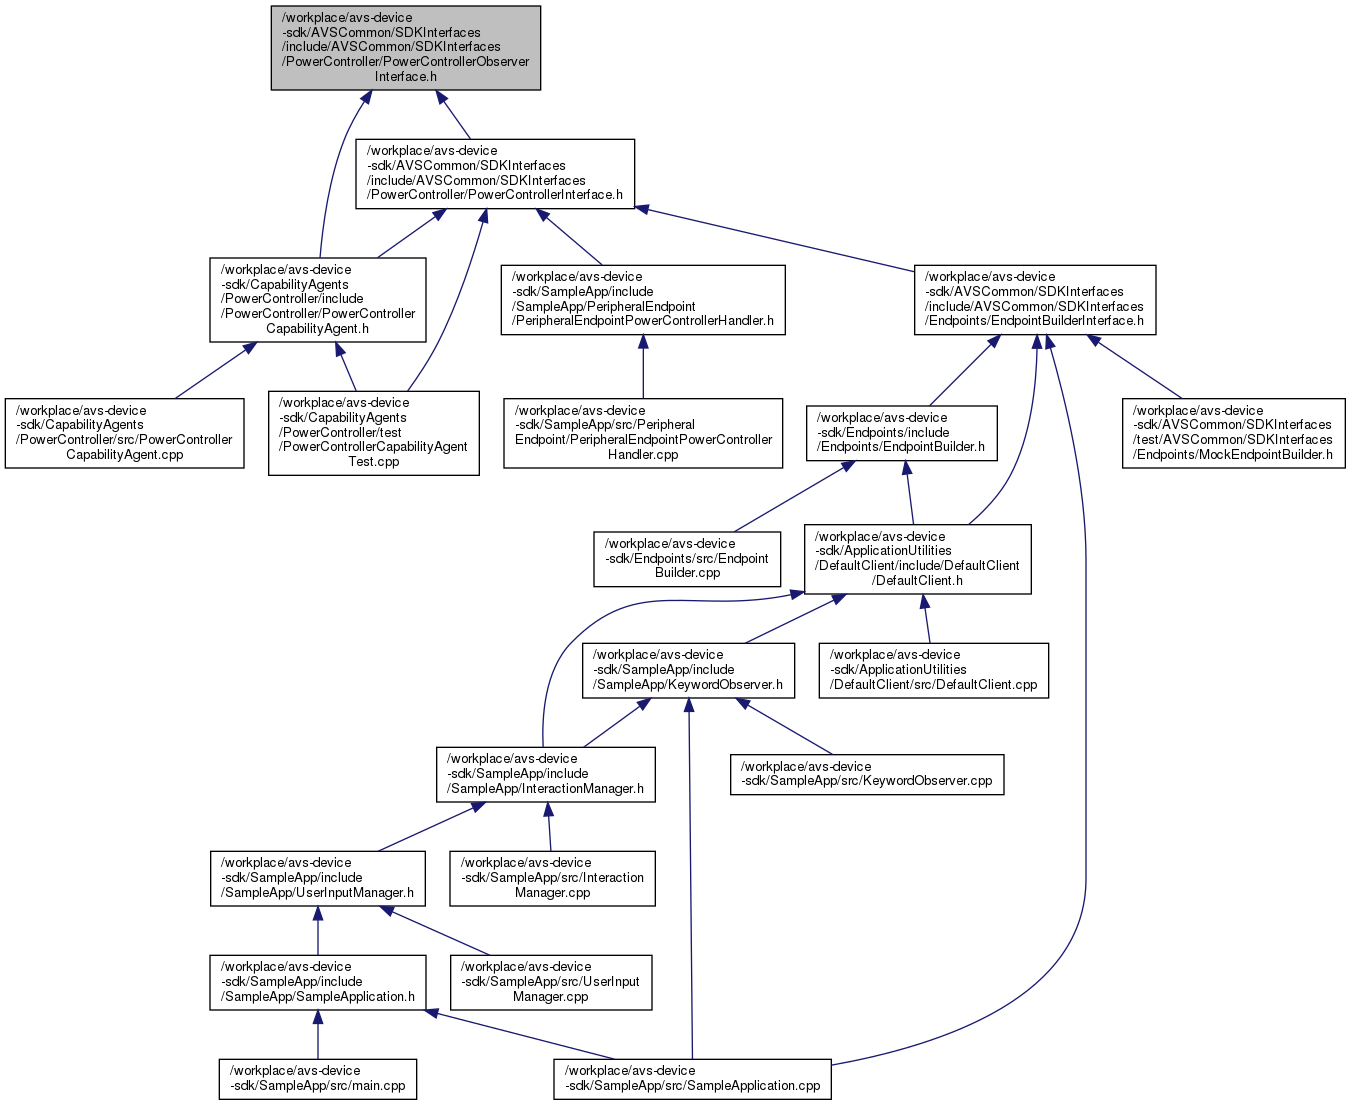 /workplace/avs-device
-sdk/AVSCommon/SDKInterfaces
/include/AVSCommon/SDKInterfaces
/PowerController/PowerControllerObserver
Interface.h
/workplace/avs-device
-sdk/AVSCommon/SDKInterfaces
/include/AVSCommon/SDKInterfaces
/PowerController/PowerControllerInterface.h
/workplace/avs-device
-sdk/CapabilityAgents
/PowerController/include
/PowerController/PowerController
CapabilityAgent.h
/workplace/avs-device
-sdk/SampleApp/include
/SampleApp/PeripheralEndpoint
/PeripheralEndpointPowerControllerHandler.h
/workplace/avs-device
-sdk/AVSCommon/SDKInterfaces
/include/AVSCommon/SDKInterfaces
/Endpoints/EndpointBuilderInterface.h
/workplace/avs-device
-sdk/CapabilityAgents
/PowerController/src/PowerController
CapabilityAgent.cpp
/workplace/avs-device
-sdk/CapabilityAgents
/PowerController/test
/PowerControllerCapabilityAgent
Test.cpp
/workplace/avs-device
-sdk/SampleApp/src/Peripheral
Endpoint/PeripheralEndpointPowerController
Handler.cpp
/workplace/avs-device
-sdk/Endpoints/include
/Endpoints/EndpointBuilder.h
/workplace/avs-device
-sdk/AVSCommon/SDKInterfaces
/test/AVSCommon/SDKInterfaces
/Endpoints/MockEndpointBuilder.h
/workplace/avs-device
-sdk/Endpoints/src/Endpoint
Builder.cpp
/workplace/avs-device
-sdk/ApplicationUtilities
/DefaultClient/include/DefaultClient
/DefaultClient.h
/workplace/avs-device
-sdk/SampleApp/include
/SampleApp/KeywordObserver.h
/workplace/avs-device
-sdk/ApplicationUtilities
/DefaultClient/src/DefaultClient.cpp
/workplace/avs-device
-sdk/SampleApp/include
/SampleApp/InteractionManager.h
/workplace/avs-device
-sdk/SampleApp/src/KeywordObserver.cpp
/workplace/avs-device
-sdk/SampleApp/include
/SampleApp/UserInputManager.h
/workplace/avs-device
-sdk/SampleApp/src/Interaction
Manager.cpp
/workplace/avs-device
-sdk/SampleApp/include
/SampleApp/SampleApplication.h
/workplace/avs-device
-sdk/SampleApp/src/UserInput
Manager.cpp
/workplace/avs-device
-sdk/SampleApp/src/main.cpp
/workplace/avs-device
-sdk/SampleApp/src/SampleApplication.cpp